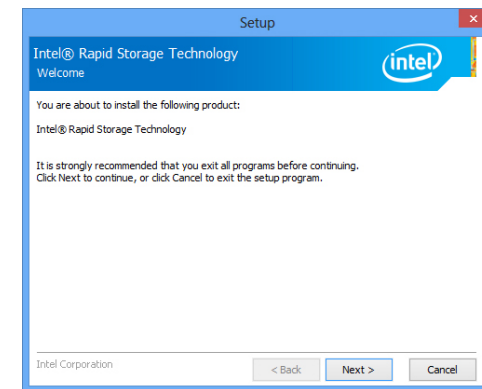 Setup
Intel® Rapid Storage Technology
Welcome
intel
You are about to install the following product:
Intel® Rapid Storage Technology
It is strongly recommended that you exit all programs before continuing.
Click Next to continue, or click Cancel to exit the setup program.
Intel Corporation
< Back Next > Cancel